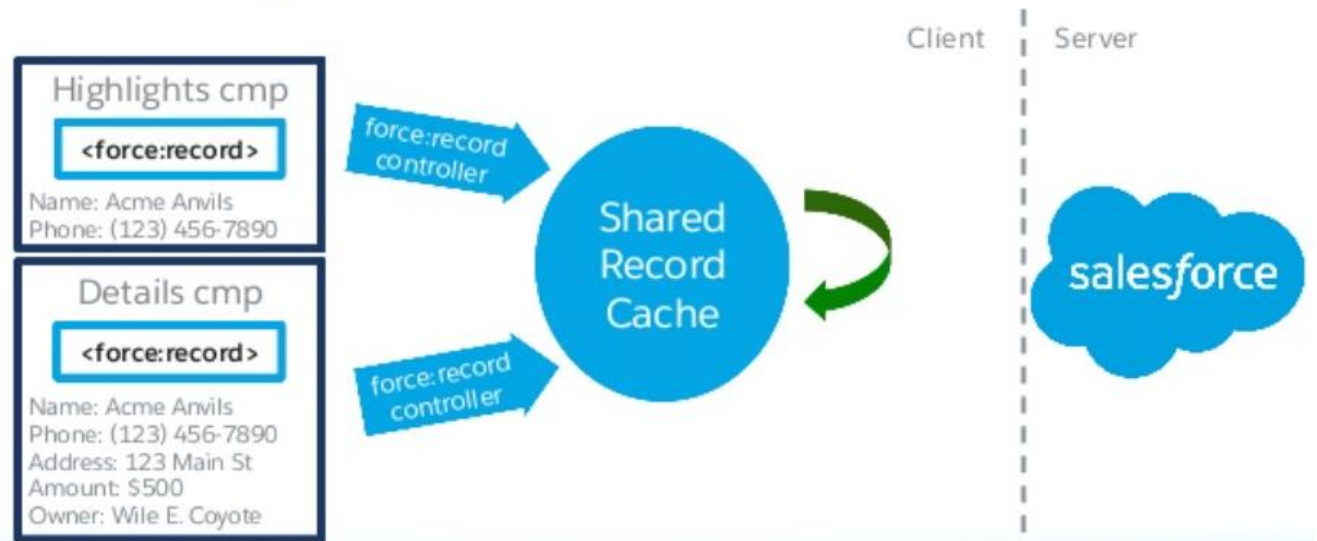 Client
Server
Highlights cmp
<force:record>
Name: Acme Anvils
Phone: (123) 456-7890
force:record
controller
Shared
Record
Cache
salesforce
Details cmp
<force:record>
Name: Acme Anvils
Phone: (123) 456-7890
Address: 123 Main St
Amount: $500
Owner: Wile E. Coyote
force:record
controller